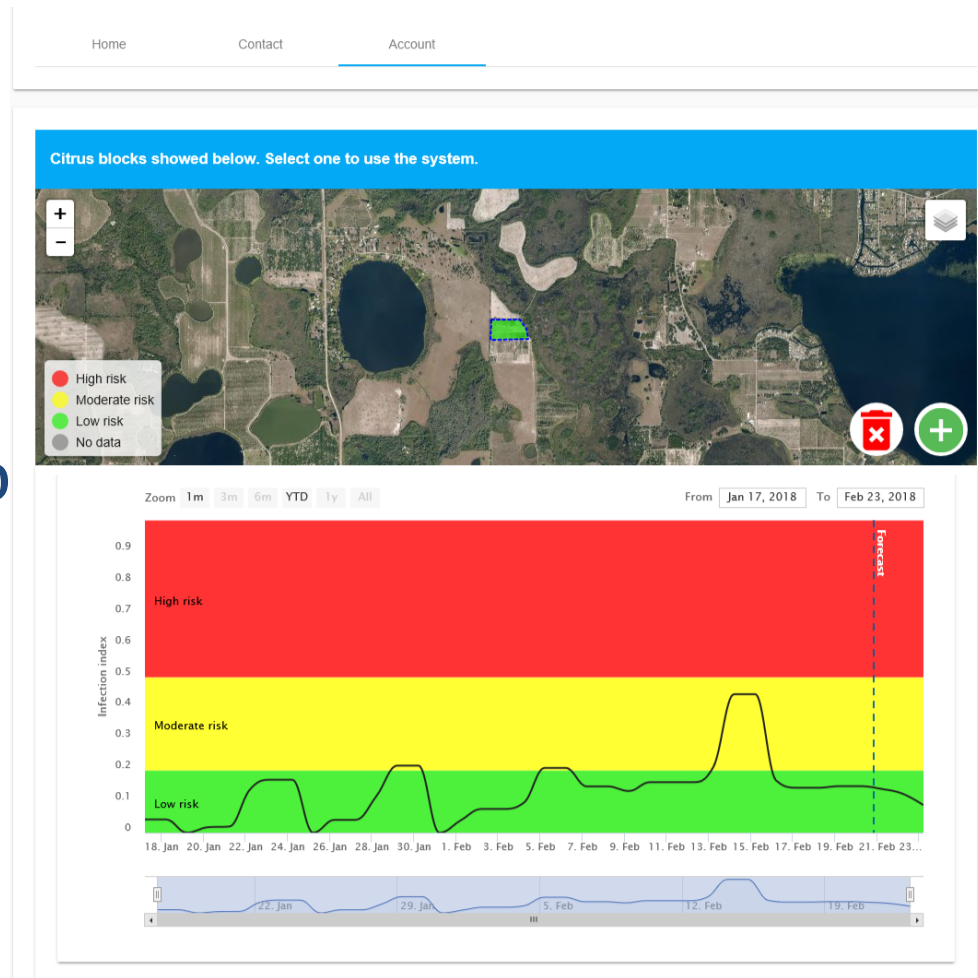 Home Contact Account
Citrus blocks showed below. Select one to use the system.
+
−
High risk
Moderate risk
Low risk
No data
Zoom 1m 3m 6m YTD 1y All From Jan 17, 2018 To Feb 23, 2018
Forecast
0.9
0.8
High risk
0.7
0.6
Infection index
0.5
0.4
Moderate risk
0.3
0.2
0.1
Low risk
0
18. Jan 20. Jan 22. Jan 24. Jan 26. Jan 28. Jan 30. Jan 1. Feb 3. Feb 5. Feb 7. Feb 9. Feb 11. Feb 13. Feb 15. Feb 17. Feb 19. Feb 21. Feb 23...
22. Jan 29. Jan 5. Feb 12. Feb 19. Feb